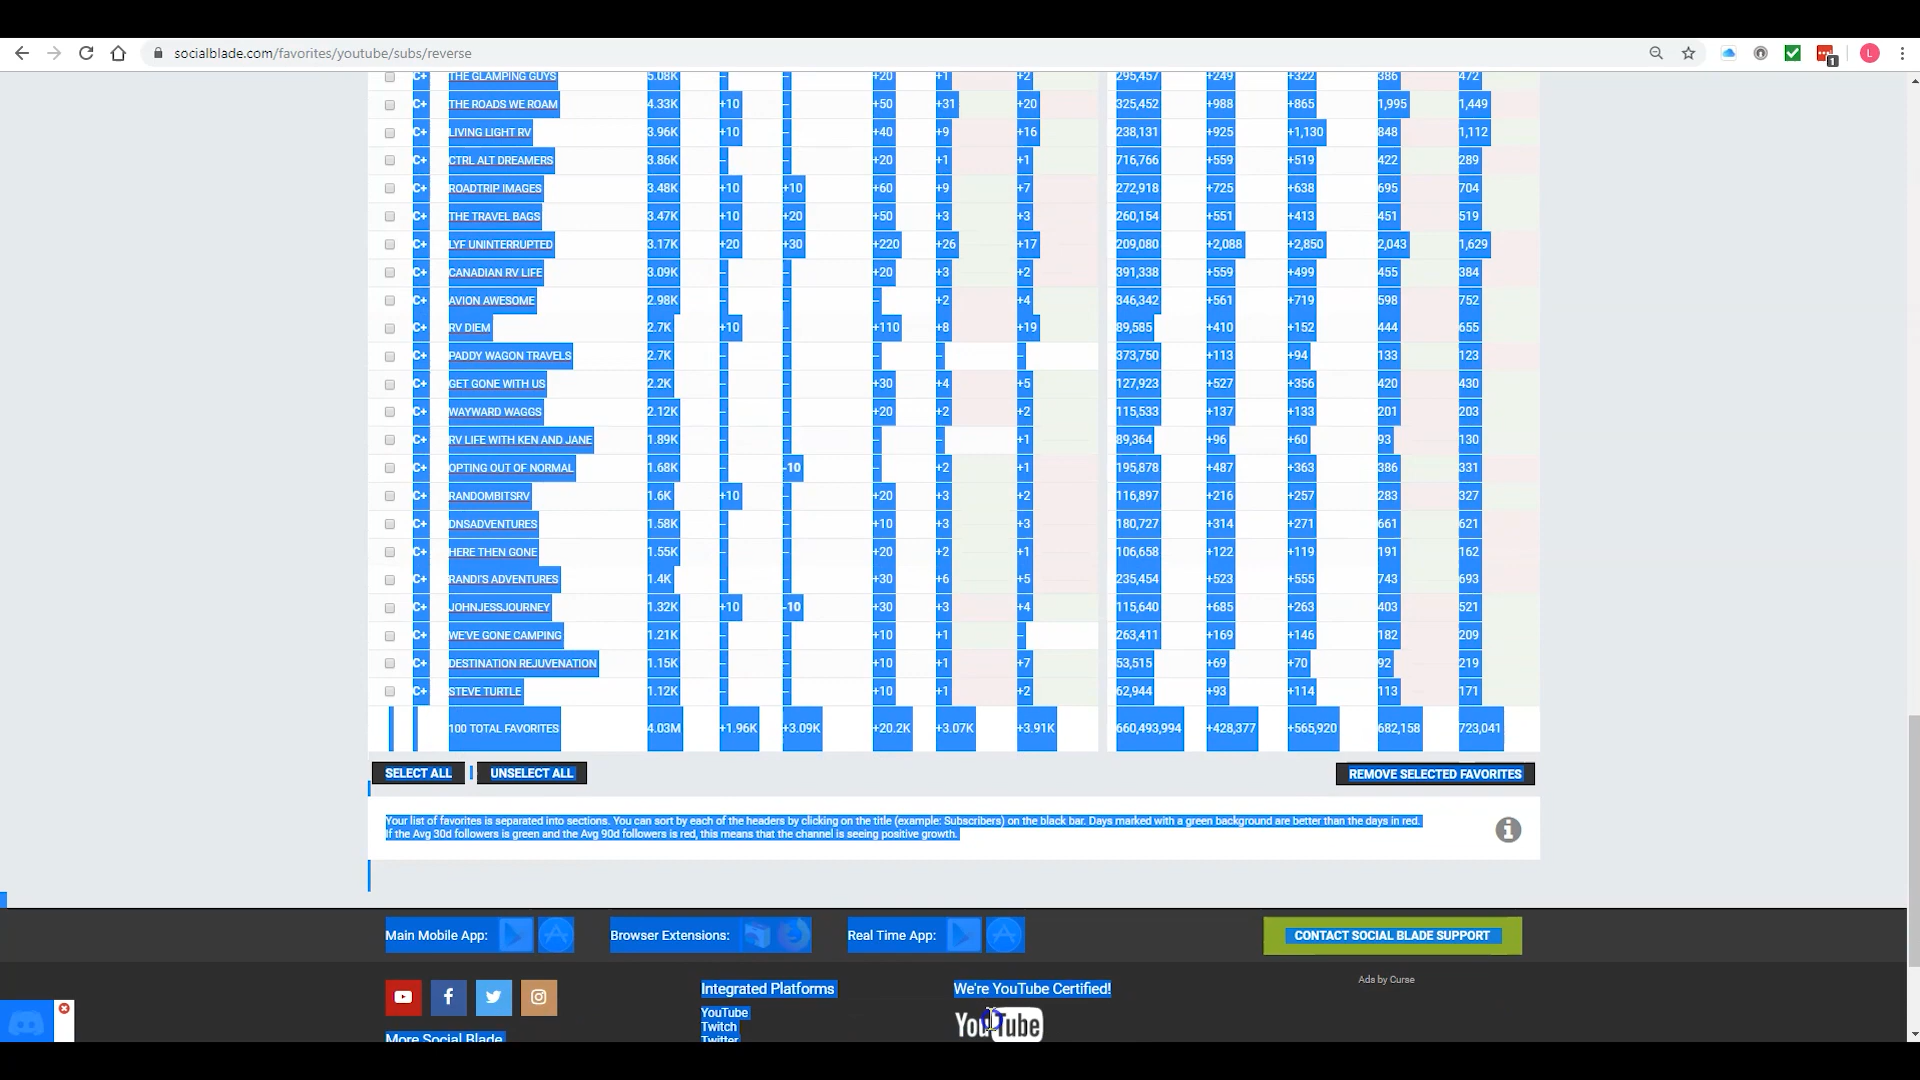 socialblade.com/favorites/youtube/subs/reverse
L
1
C+ THE GLAMPING GUYS 5.08K -- -- +20 +1 +2 295,457 +249 +322 386 472
C+ THE ROADS WE ROAM 4.33K +10 -- +50 +31 +20 325,452 +988 +865 1,995 1,449
C+ LIVING LIGHT RV 3.96K +10 -- +40 +9 +16 238,131 +925 +1,130 848 1,112
C+ CTRL ALT DREAMERS 3.86K -- -- +20 +1 +1 716,766 +559 +519 422 289
C+ ROADTRIP IMAGES 3.48K +10 +10 +60 +9 +7 272,918 +725 +638 695 704
C+ THE TRAVEL BAGS 3.47K +10 +20 +50 +3 +3 260,154 +551 +413 451 519
C+ LYF UNINTERRUPTED 3.17K +20 +30 +220 +26 +17 209,080 +2,088 +2,850 2,043 1,629
C+ CANADIAN RV LIFE 3.09K -- -- +20 +3 +2 391,338 +559 +499 455 384
C+ AVION AWESOME 2.98K -- -- -- +2 +4 346,342 +561 +719 598 752
C+ RV DIEM 2.7K +10 -- +110 +8 +19 89,585 +410 +152 444 655
C+ PADDY WAGON TRAVELS 2.7K -- -- -- -- -- 373,750 +113 +94 133 123
C+ GET GONE WITH US 2.2K -- -- +30 +4 +5 127,923 +527 +356 420 430
C+ WAYWARD WAGGS 2.12K -- -- +20 +2 +2 115,533 +137 +133 201 203
C+ RV LIFE WITH KEN AND JANE 1.89K -- -- -- -- +1 89,364 +96 +60 93 130
C+ OPTING OUT OF NORMAL 1.68K -- -10 -- +2 +1 195,878 +487 +363 386 331
C+ RANDOMBITSRV 1.6K +10 -- +20 +3 +2 116,897 +216 +257 283 327
C+ DNSADVENTURES 1.58K -- -- +10 +3 +3 180,727 +314 +271 661 621
C+ HERE THEN GONE 1.55K -- -- +20 +2 +1 106,658 +122 +119 191 162
C+ RANDI'S ADVENTURES 1.4K -- -- +30 +6 +5 235,454 +523 +555 743 693
C+ JOHNJESSJOURNEY 1.32K +10 -10 +30 +3 +4 115,640 +685 +263 403 521
C+ WE'VE GONE CAMPING 1.21K -- -- +10 +1 -- 263,411 +169 +146 182 209
C+ DESTINATION REJUVENATION 1.15K -- -- +10 +1 +7 53,515 +69 +70 92 219
C+ STEVE TURTLE 1.12K -- -- +10 +1 +2 62,944 +93 +114 113 171
100 TOTAL FAVORITES 4.03M +1.96K +3.09K +20.2K +3.07K +3.91K 660,493,994 +428,377 +565,920 682,158 723,041
SELECT ALL | UNSELECT ALL REMOVE SELECTED FAVORITES
Your list of favorites is separated into sections. You can sort by each of the headers by clicking on the title (example: Subscribers) on the black bar. Days marked with a green background are better than the days in red.
If the Avg 30d followers is green and the Avg 90d followers is red, this means that the channel is seeing positive growth.
Main Mobile App: Browser Extensions: Real Time App: CONTACT SOCIAL BLADE SUPPORT
Ads by Curse
Integrated Platforms We're YouTube Certified!
YouTube
Twitch
Twitter
More Social Blade
YouTube